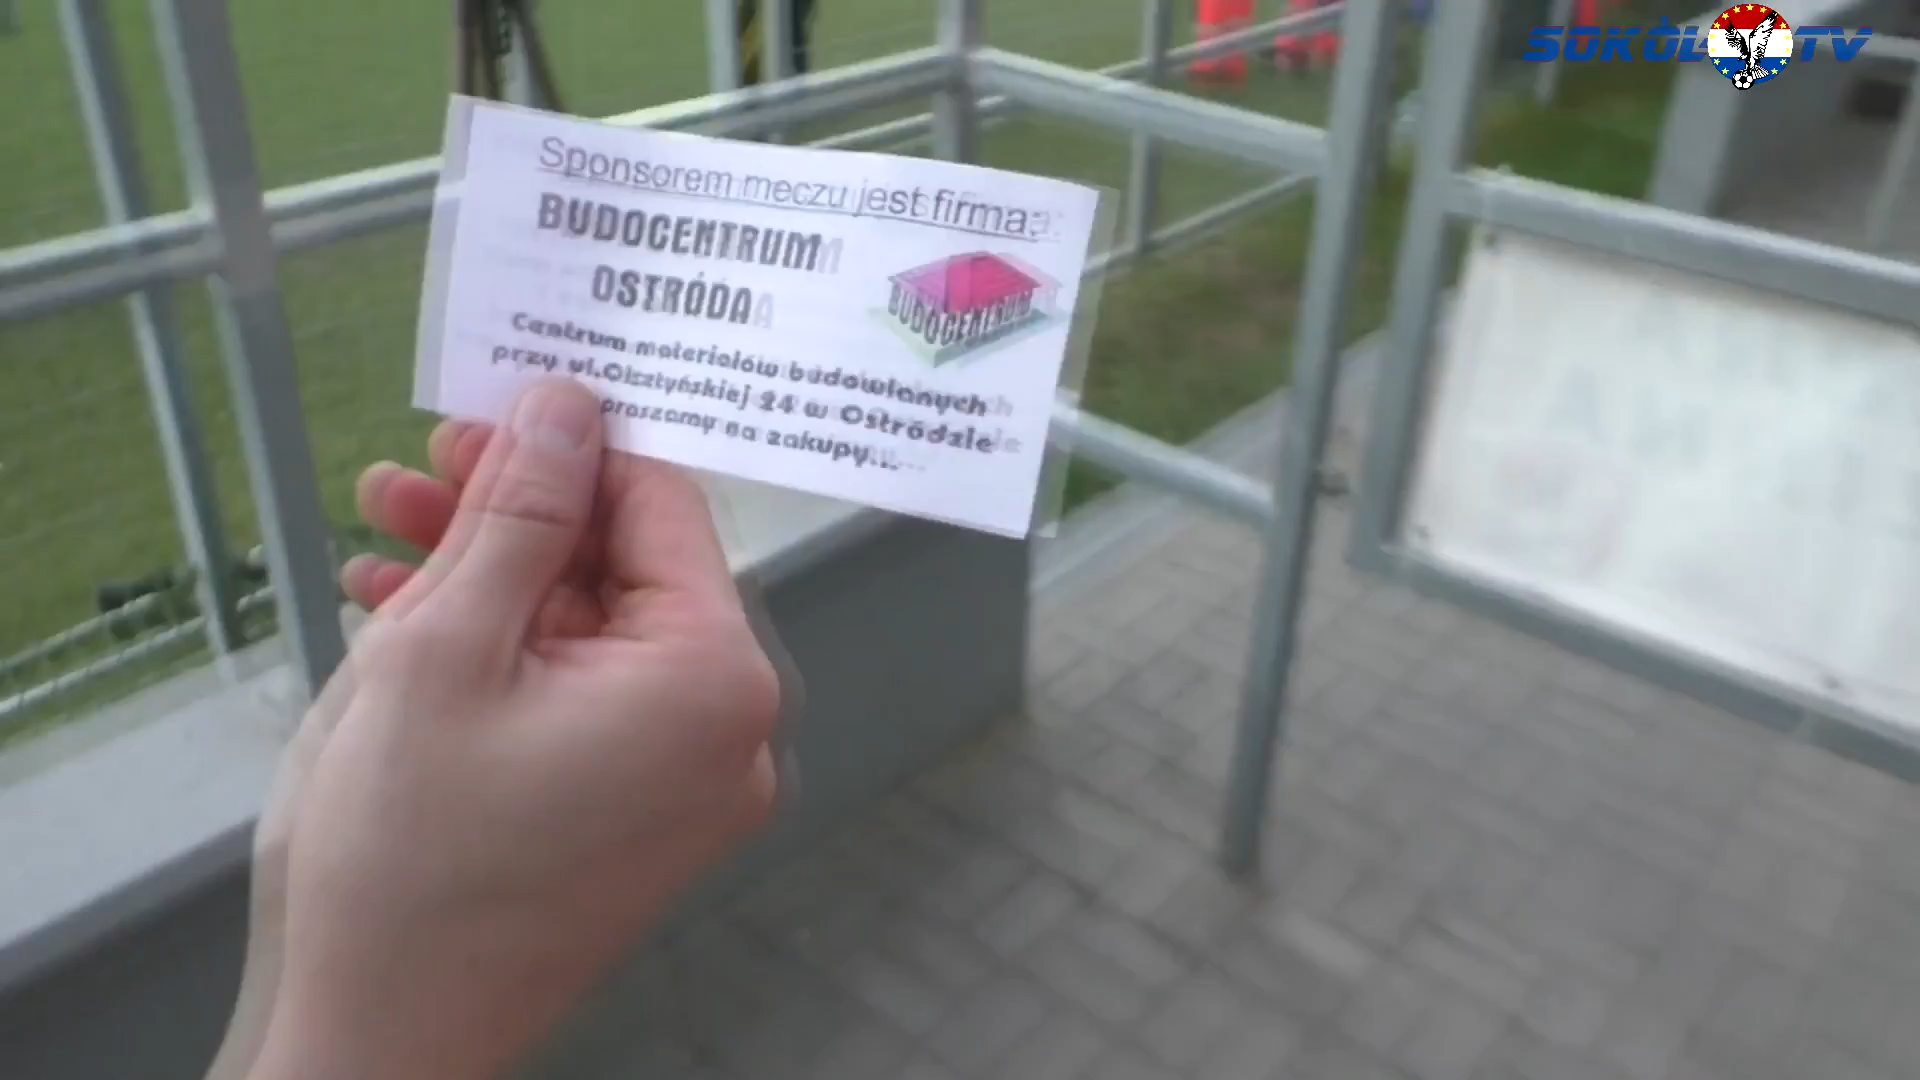 SOKÓŁ TV
Sponsorem meczu jest firma:
BUDOCENTRUM
OSTRÓDA
BUDOCENTRUM
Centrum materiałów budowlanych
przy ul.Olsztyńskiej 24 w Ostródzie
praszamy na zakupy...